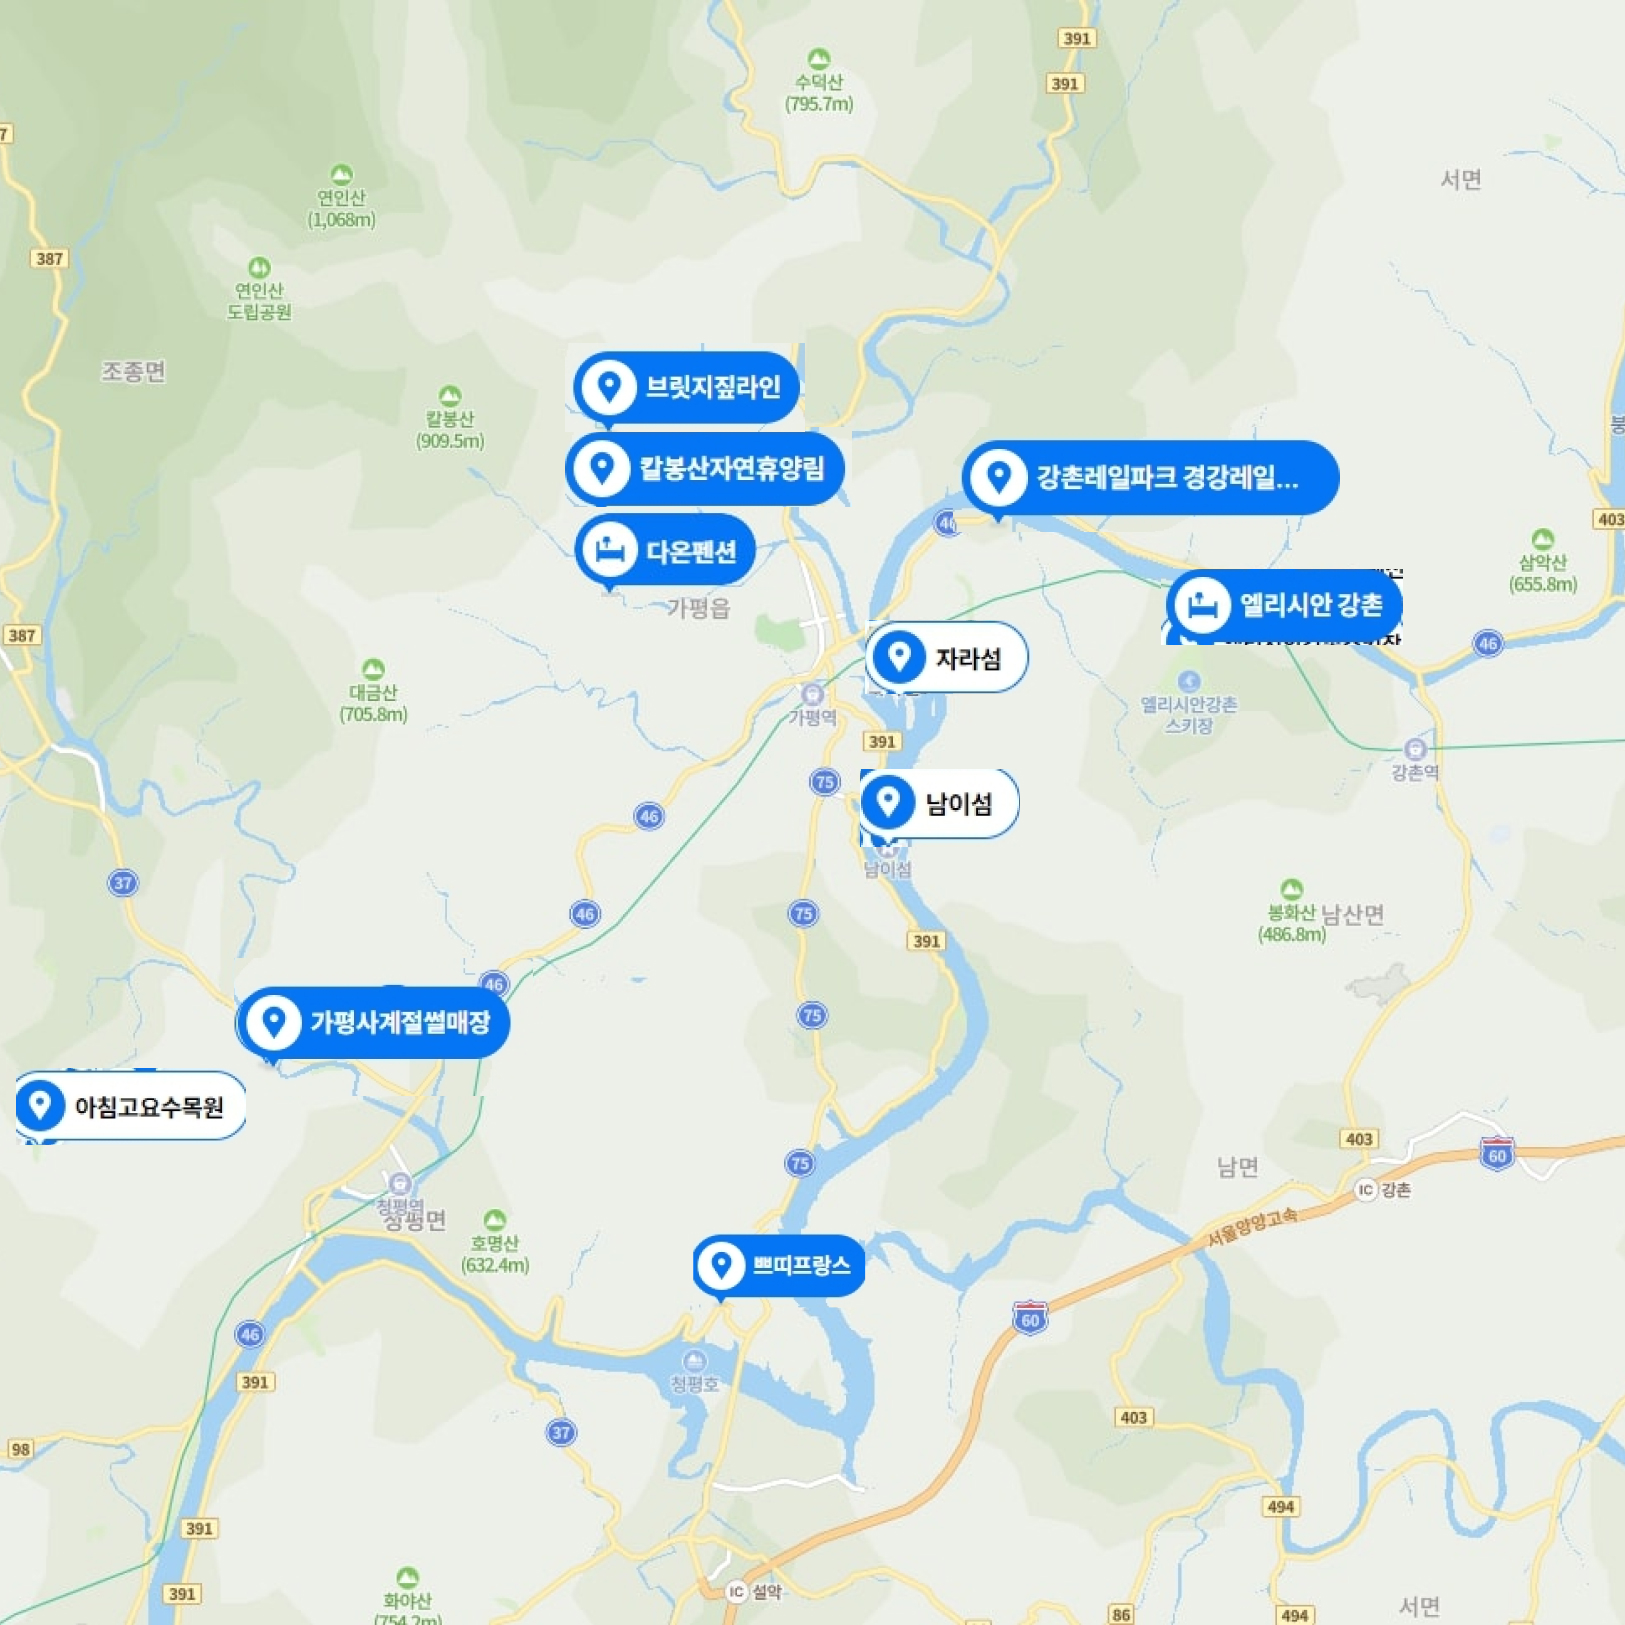 391
수덕산
(795.7m)
391
7
서면
연인산
(1,068m)
387
연인산
도립공원
조종면
브릿지짚라인
칼봉산
(909.5m)
칼봉산자연휴양림
강촌레일파크 경강레일...
46
403
다온펜션
삼악산
(655.8m)
가평읍
엘리시안 강촌
387
46
자라섬
대금산
(705.8m)
가평역
엘리시안강촌
스키장
391
강촌역
75
남이섬
46
남이섬
37
46
75
봉화산
(486.8m)
남산면
391
46
가평사계절썰매장
75
아침고요수목원
403
60
75
남면
IC 강촌
청평역
청평면
서울양양고속
호명산
(632.4m)
쁘띠프랑스
60
46
청평호
391
403
37
98
494
391
화야산
(754.2m)
391
IC 설악
86
494
서면